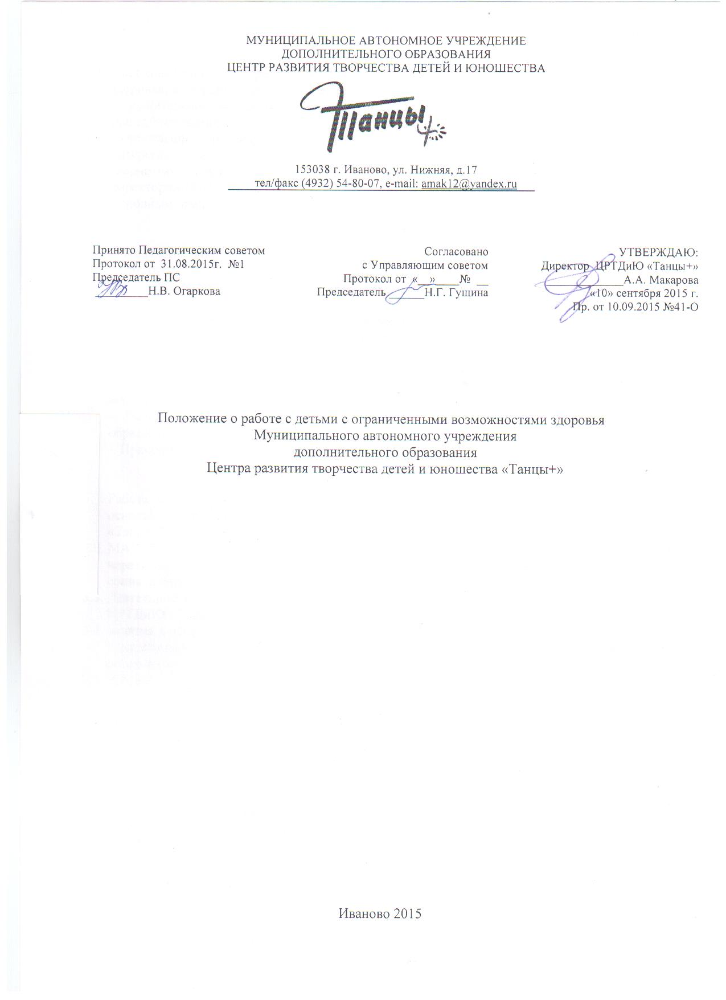 МУНИЦИПАЛЬНОЕ АВТОНОМНОЕ УЧРЕЖДЕНИЕ
ДОПОЛНИТЕЛЬНОГО ОБРАЗОВАНИЯ
ЦЕНТР РАЗВИТИЯ ТВОРЧЕСТВА ДЕТЕЙ И ЮНОШЕСТВА
Танцы+
153038 г. Иваново, ул. Нижняя, д.17
тел/факс (4932) 54-80-07, e-mail: amak12@yandex.ru
Принято Педагогическим советом
Протокол от 31.08.2015г. №1
Председатель ПС
_________Н.В. Огаркова
Согласовано
с Управляющим советом
Протокол от «__»____№ __
Председатель______Н.Г. Гущина
УТВЕРЖДАЮ:
Директор ЦРТДиЮ «Танцы+»
_____________А.А. Макарова
«10» сентября 2015 г.
Пр. от 10.09.2015 №41-О
Положение о работе с детьми с ограниченными возможностями здоровья
Муниципального автономного учреждения
дополнительного образования
Центра развития творчества детей и юношества «Танцы+»
Иваново 2015